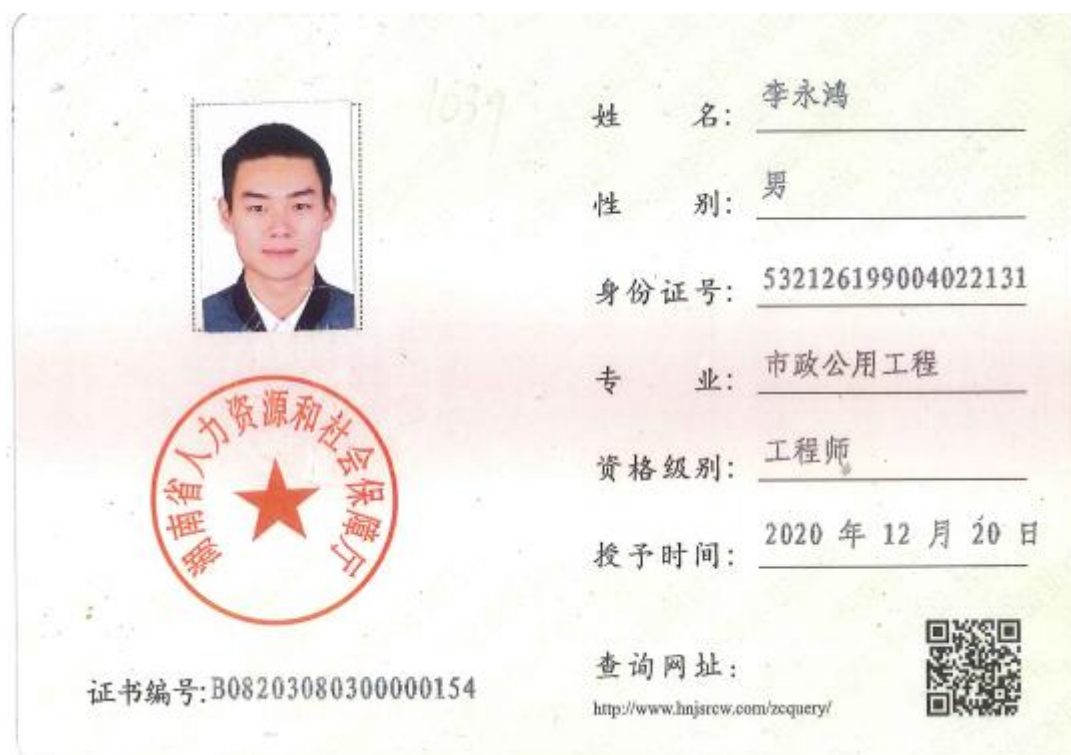 1039
姓 名: 李永鸿
性 别: 男
身份证号: 532126199004022131
专 业: 市政公用工程
资格级别: 工程师
授予时间: 2020 年 12 月 20 日
湖南省人力资源和社会保障厅
证书编号:B08203080300000154
查询网址:
http://www.hnjsrcw.com/zcquery/